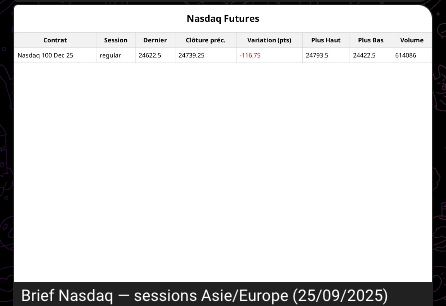 Nasdaq Futures
Contrat Session Dernier Clôture préc. Variation (pts) Plus Haut Plus Bas Volume
Nasdaq 100 Dec 25 regular 24622.5 24739.25 -116.75 24793.5 24422.5 614086
Brief Nasdaq — sessions Asie/Europe (25/09/2025)